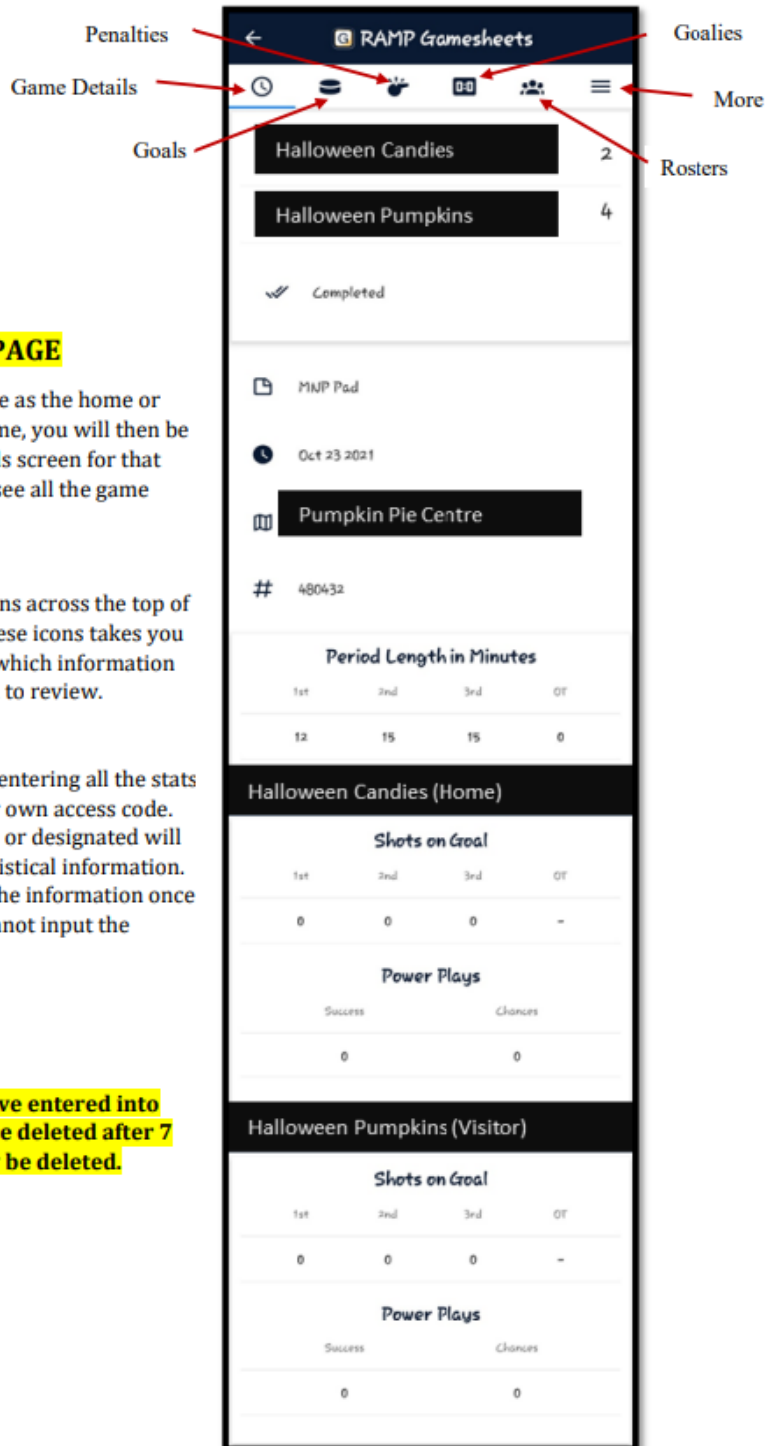 Penalties
Goalies
Game Details
More
Goals
Rosters
RAMP Gamesheets
0:0
Halloween Candies 2
Halloween Pumpkins 4
Completed
PAGE
e as the home or
me, you will then be
ls screen for that
see all the game
ns across the top of
ese icons takes you
which information
to review.
entering all the stats
own access code.
or designated will
istical information.
he information once
not input the
ve entered into
e deleted after 7
be deleted.
MNP Pad
Oct 23 2021
Pumpkin Pie Centre
# 480432
Period Length in Minutes
1st 2nd 3rd OT
12 15 15 0
Halloween Candies (Home)
Shots on Goal
1st 2nd 3rd OT
0 0 0 -
Power Plays
Success Chances
0 0
Halloween Pumpkins (Visitor)
Shots on Goal
1st 2nd 3rd OT
0 0 0 -
Power Plays
Success Chances
0 0